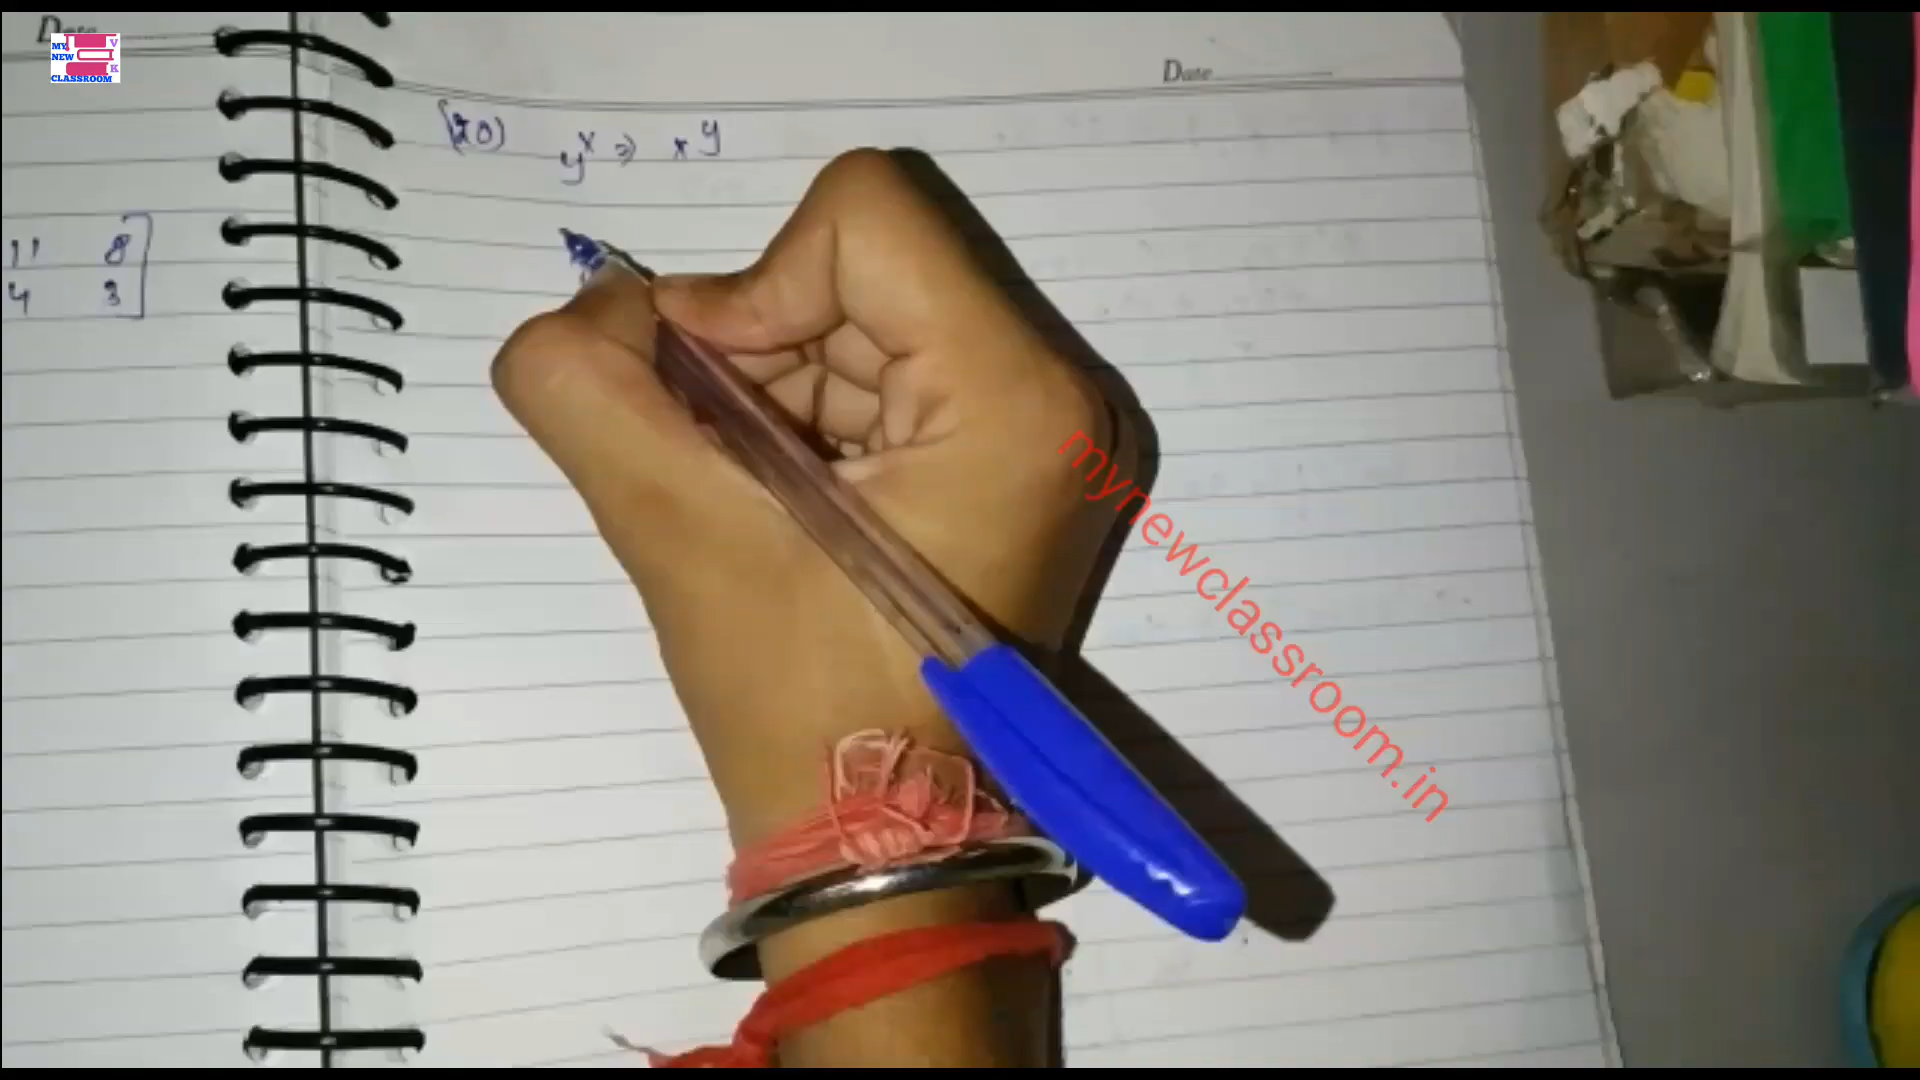 Date
MY
NEW
CLASSROOM
V
K
Date
(20) y^x ⇒ x^y
11 8
4 3
mynewclassroom.in